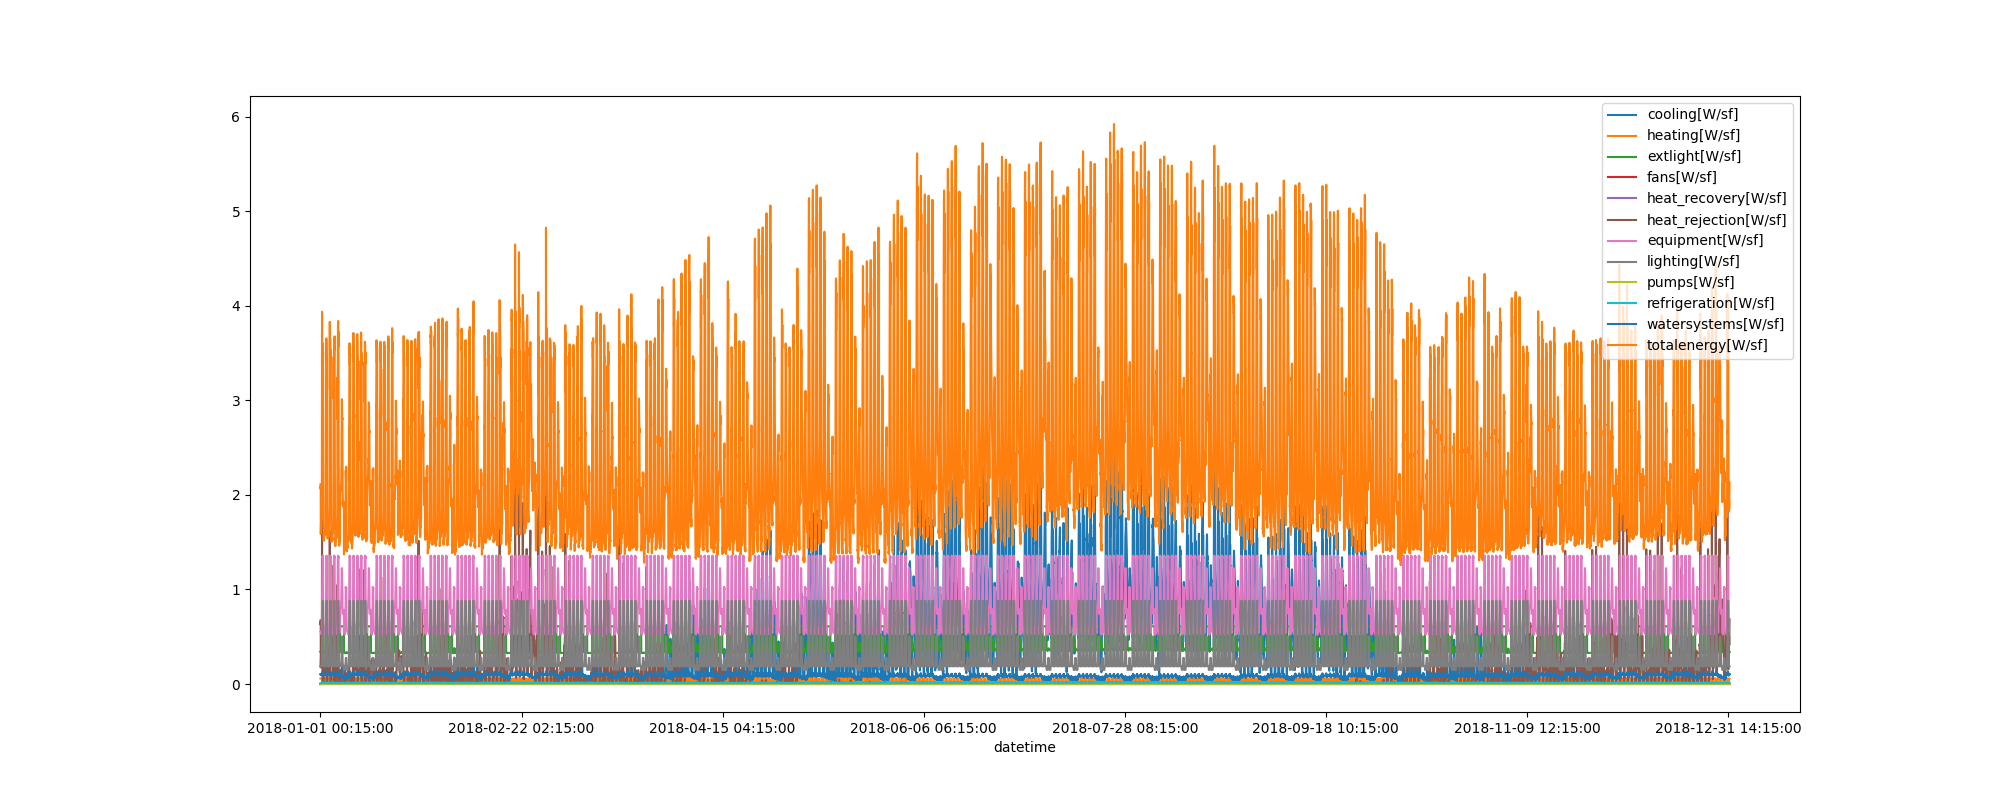 6
5
4
3
2
1
0
cooling[W/sf]
heating[W/sf]
extlight[W/sf]
fans[W/sf]
heat_recovery[W/sf]
heat_rejection[W/sf]
equipment[W/sf]
lighting[W/sf]
pumps[W/sf]
refrigeration[W/sf]
watersystems[W/sf]
totalenergy[W/sf]
2018-01-01 00:15:00 2018-02-22 02:15:00 2018-04-15 04:15:00 2018-06-06 06:15:00 2018-07-28 08:15:00 2018-09-18 10:15:00 2018-11-09 12:15:00 2018-12-31 14:15:00
datetime